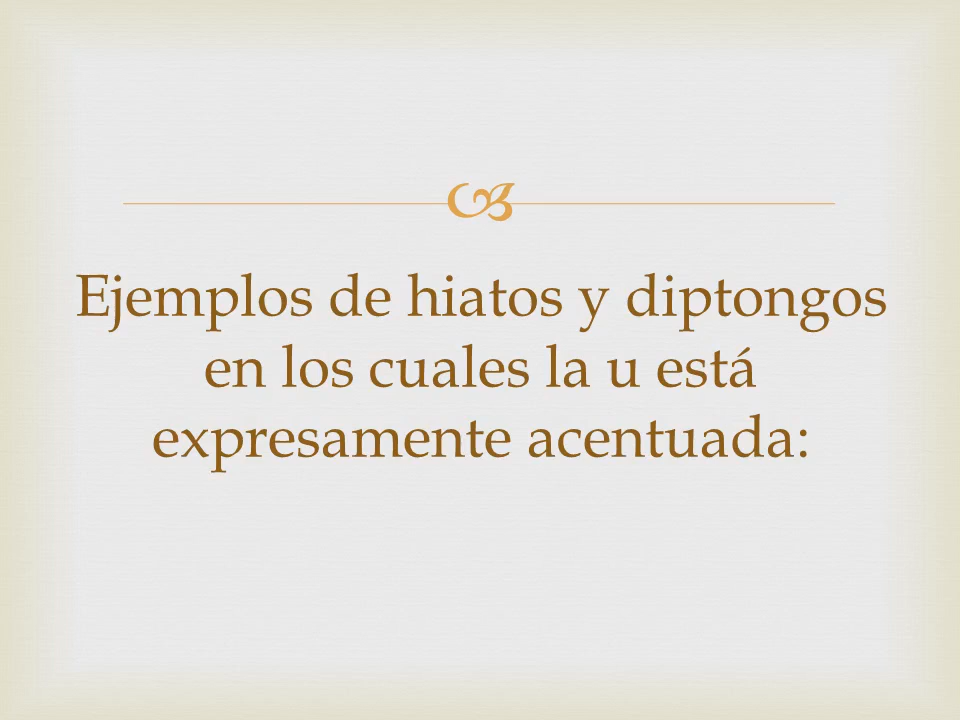 Ejemplos de hiatos y diptongos
en los cuales la u está
expresamente acentuada: